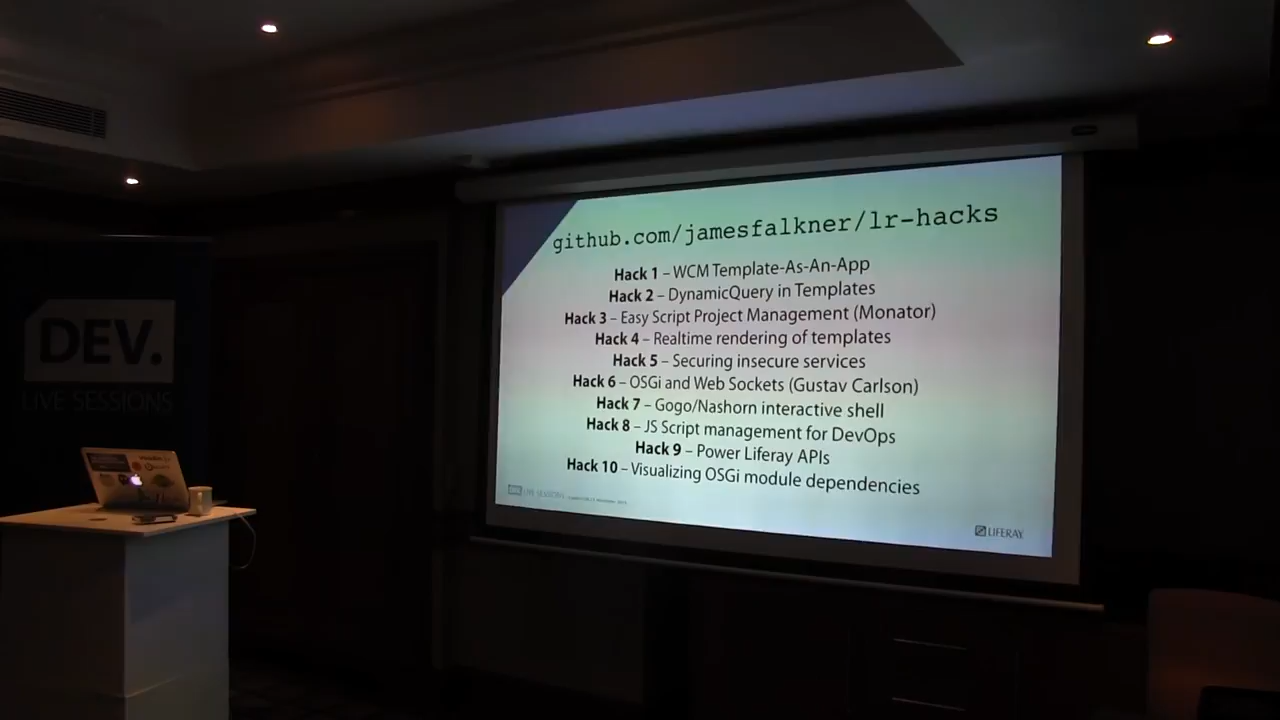 github.com/jamesfalkner/lr-hacks
Hack 1 – WCM Template-As-An-App
Hack 2 – DynamicQuery in Templates
Hack 3 – Easy Script Project Management (Monator)
Hack 4 – Realtime rendering of templates
Hack 5 – Securing insecure services
Hack 6 – OSGi and Web Sockets (Gustav Carlson)
Hack 7 – Gogo/Nashorn interactive shell
Hack 8 – JS Script management for DevOps
Hack 9 – Power Liferay APIs
Hack 10 – Visualizing OSGi module dependencies
DEV. LIVE SESSIONS
LIFERAY
DEV.
LIVE SESSIONS